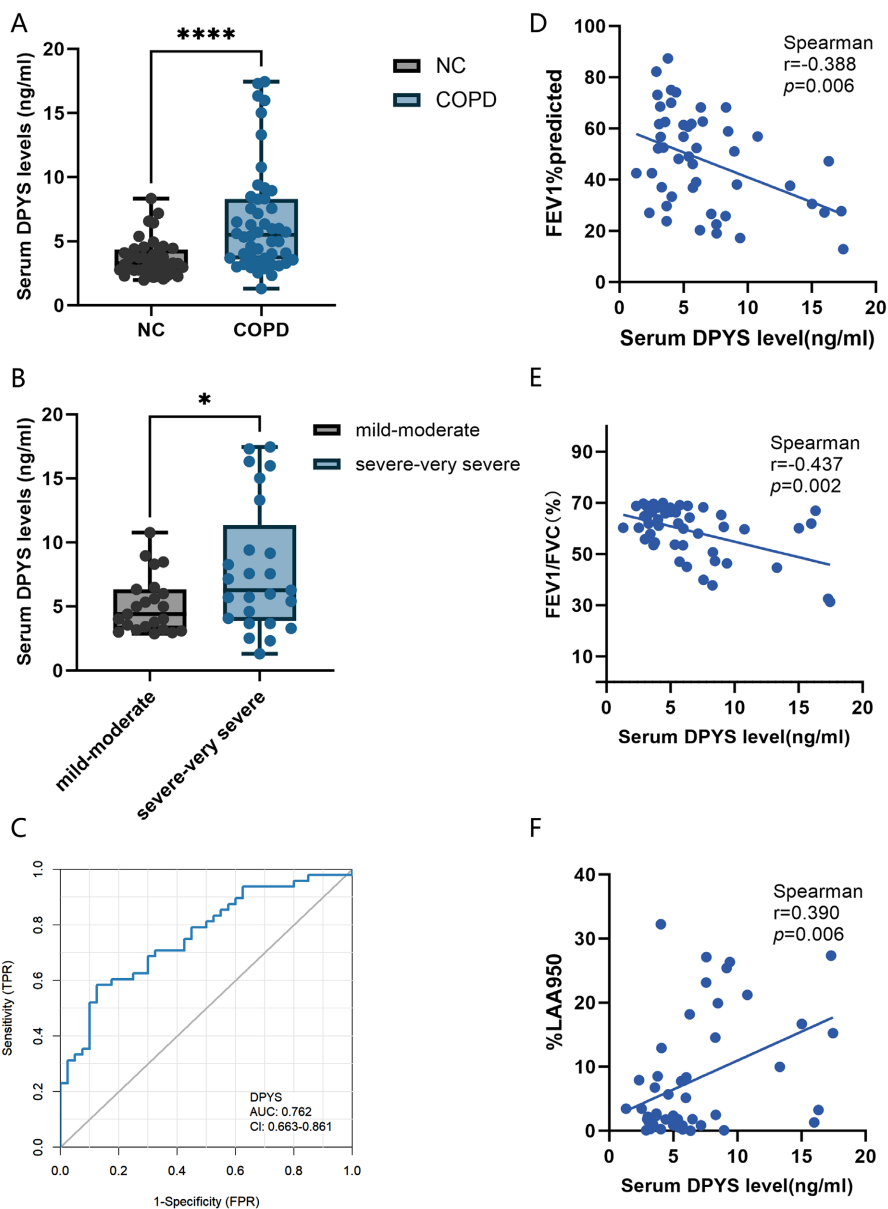 A
****
Serum DPYS levels (ng/ml)
20
15
10
5
0
NC
COPD
NC
COPD
B
*
Serum DPYS levels (ng/ml)
20
15
10
5
0
mild-moderate
severe-very severe
mild-moderate
severe-very severe
C
Sensitivity (TPR)
1.0
0.8
0.6
0.4
0.2
0.0
DPYS
AUC: 0.762
CI: 0.663-0.861
0.0
0.2
0.4
0.6
0.8
1.0
1-Specificity (FPR)
D
Spearman
r=-0.388
p=0.006
FEV1%predicted
100
80
60
40
20
0
0
5
10
15
20
Serum DPYS level(ng/ml)
E
Spearman
r=-0.437
p=0.002
FEV1/FVC(%)
90
70
50
30
10
0
5
10
15
20
Serum DPYS level(ng/ml)
F
Spearman
r=0.390
p=0.006
%LAA950
40
30
20
10
0
0
5
10
15
20
Serum DPYS level(ng/ml)